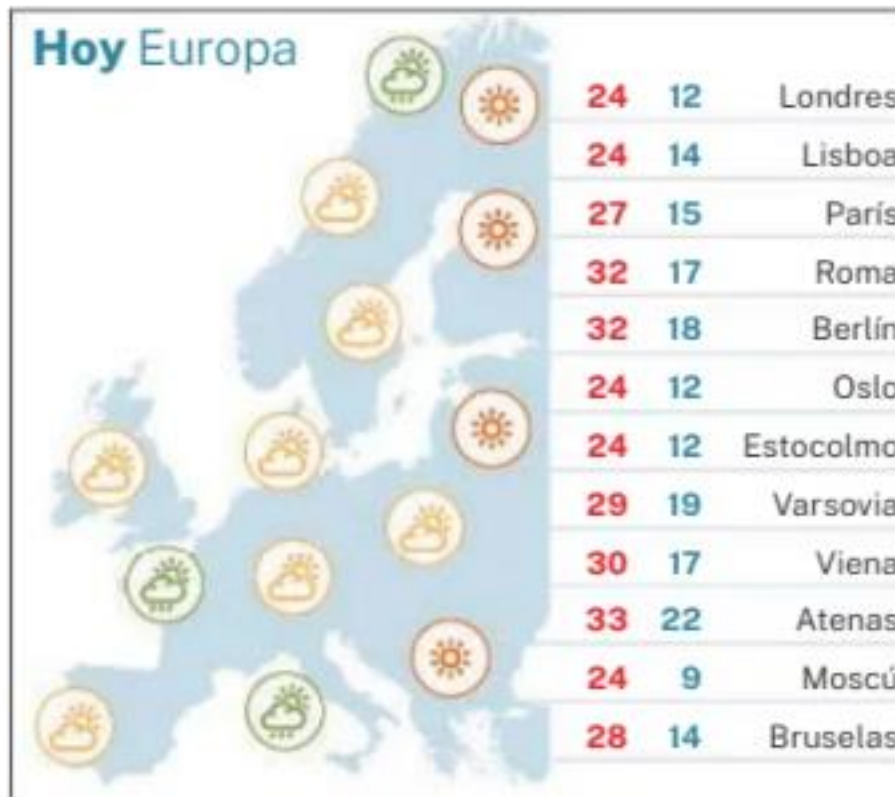 Hoy Europa
24 12 Londres
24 14 Lisboa
27 15 París
32 17 Roma
32 18 Berlín
24 12 Oslo
24 12 Estocolmo
29 19 Varsovia
30 17 Viena
33 22 Atenas
24 9 Moscú
28 14 Bruselas